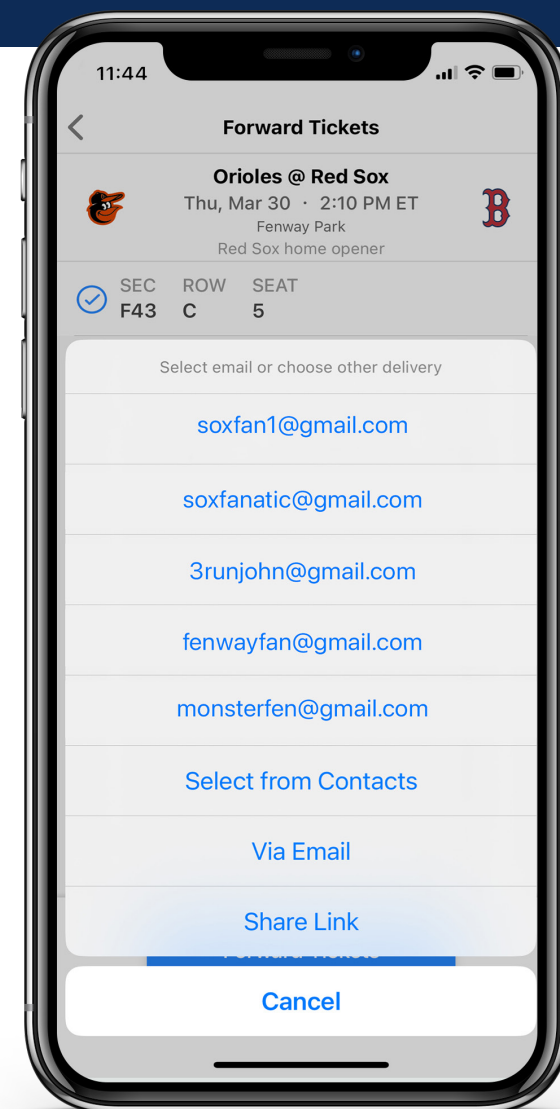 11:44
Forward Tickets
Orioles @ Red Sox
Thu, Mar 30 · 2:10 PM ET
Fenway Park
Red Sox home opener
B
SEC ROW SEAT
F43 C 5
Select email or choose other delivery
soxfan1@gmail.com
soxfanatic@gmail.com
3runjohn@gmail.com
fenwayfan@gmail.com
monsterfen@gmail.com
Select from Contacts
Via Email
Share Link
Cancel